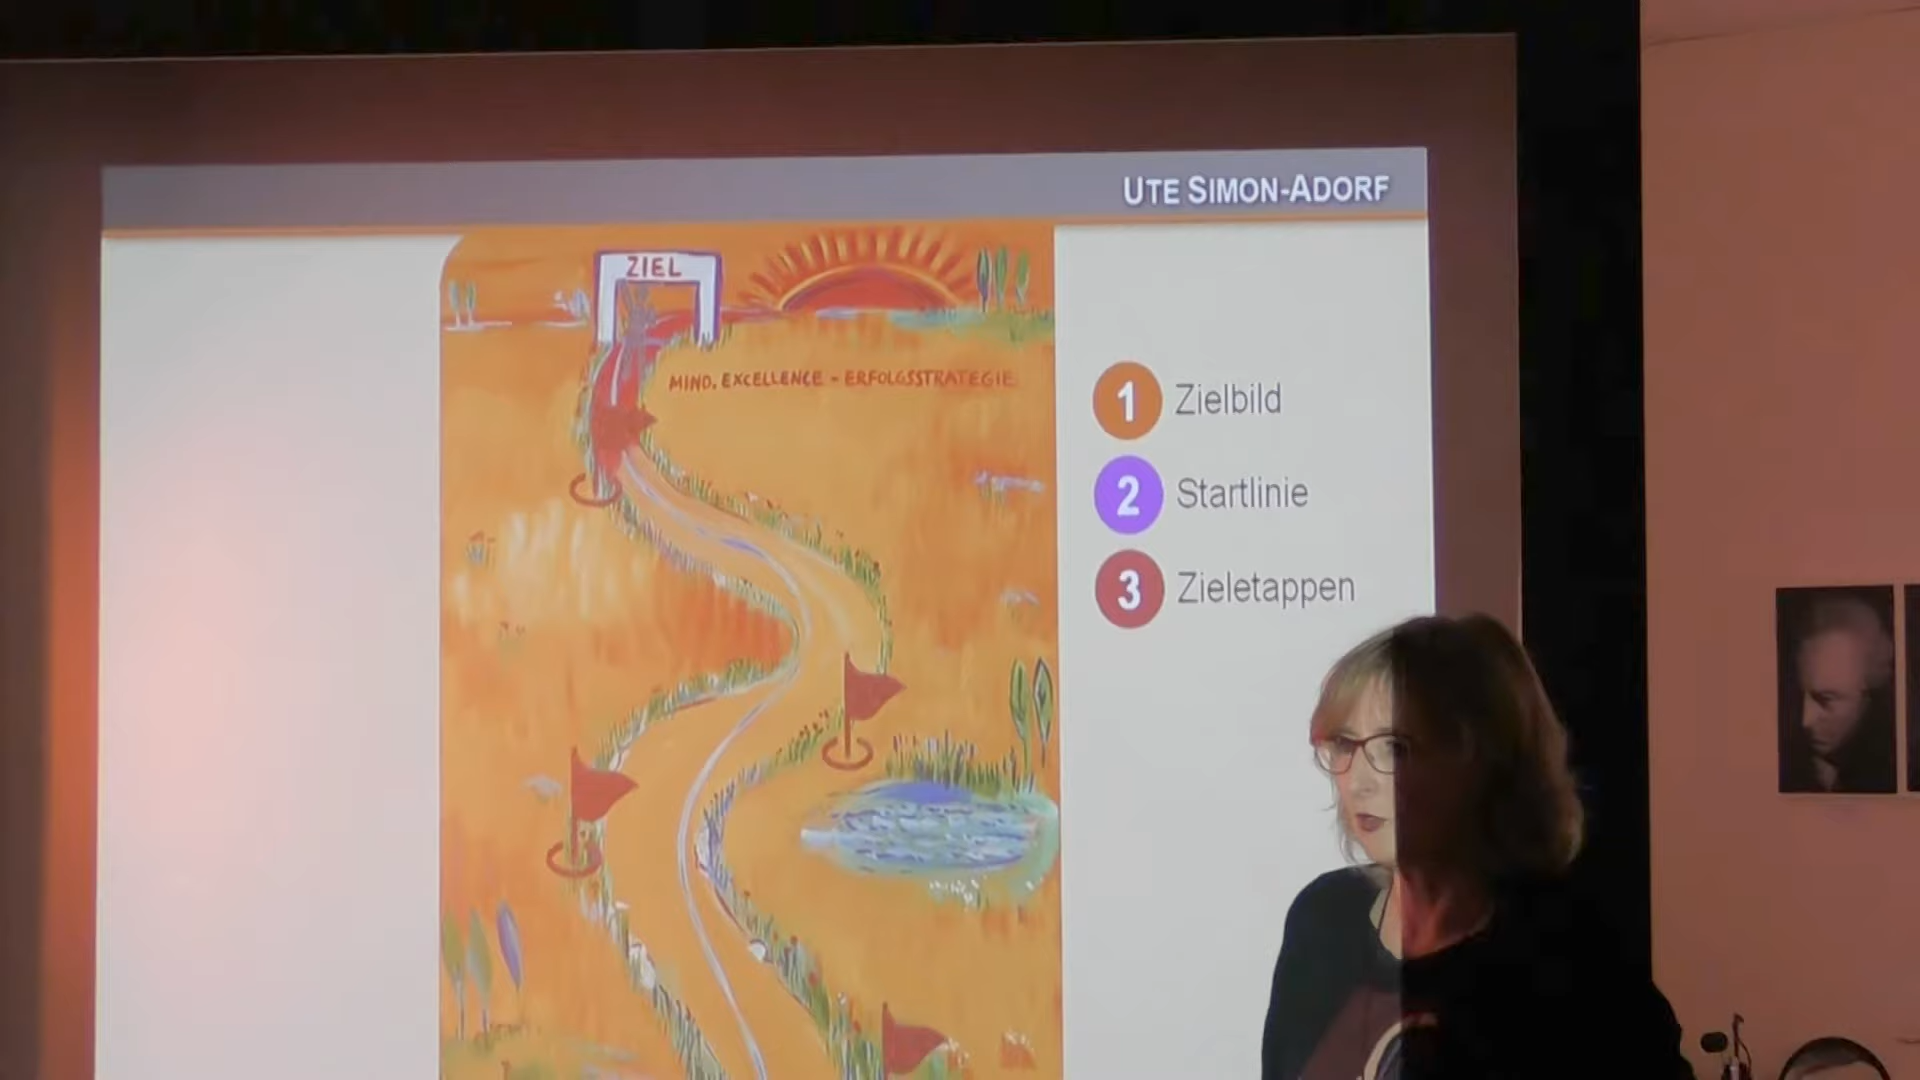 UTE SIMON-ADORF
ZIEL
MIND. EXCELLENCE - ERFOLGSSTRATEGIE
1 Zielbild
2 Startlinie
3 Zieletappen